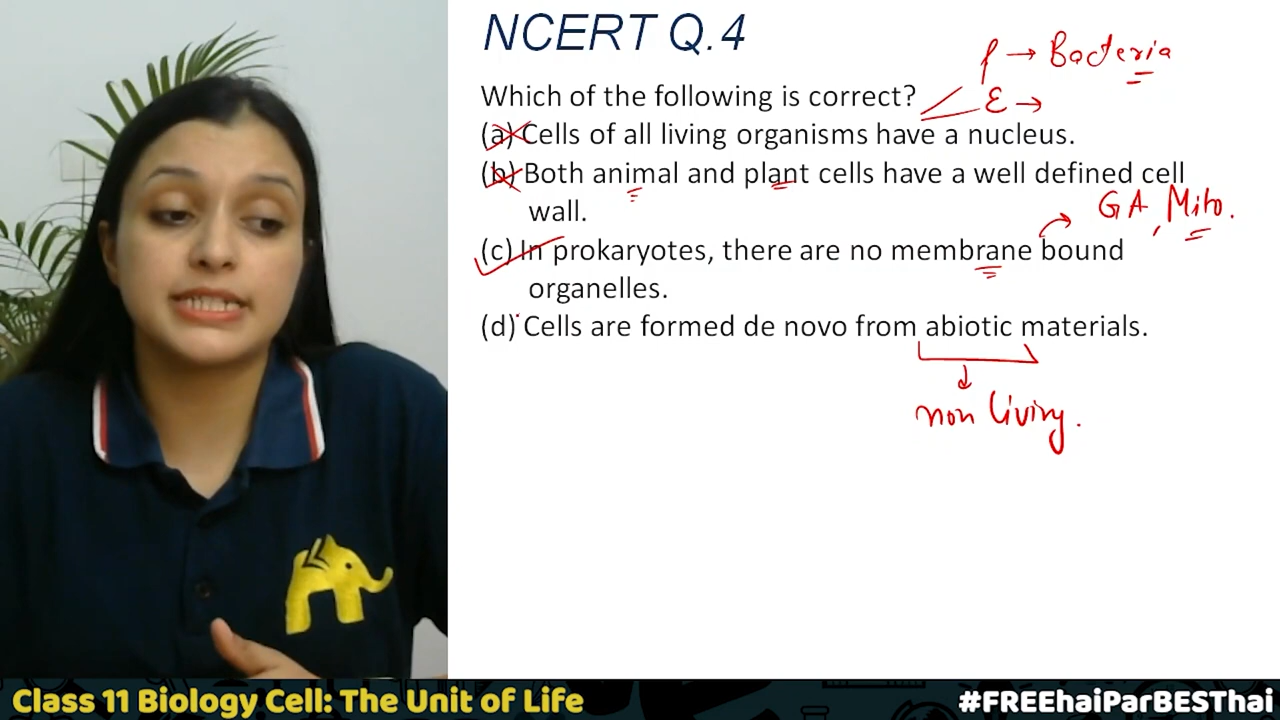 NCERT Q.4
p → Bacteria
Which of the following is correct?
ε →
(a) Cells of all living organisms have a nucleus.
(b) Both animal and plant cells have a well defined cell
wall.
GA, Mito.
(c) In prokaryotes, there are no membrane bound
organelles.
(d) Cells are formed de novo from abiotic materials.
non living.
Class 11 Biology Cell: The Unit of Life
#FREEhaiParBESThai